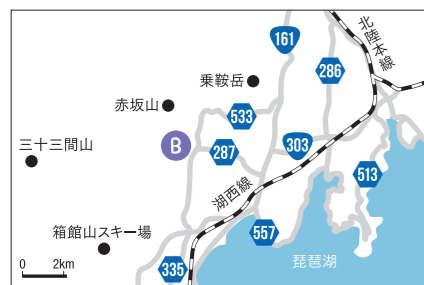 161
北陸本線
乗鞍岳
286
赤坂山
533
三十三間山
B
287
303
513
湖西線
箱館山スキー場
557
琵琶湖
0 2km
335